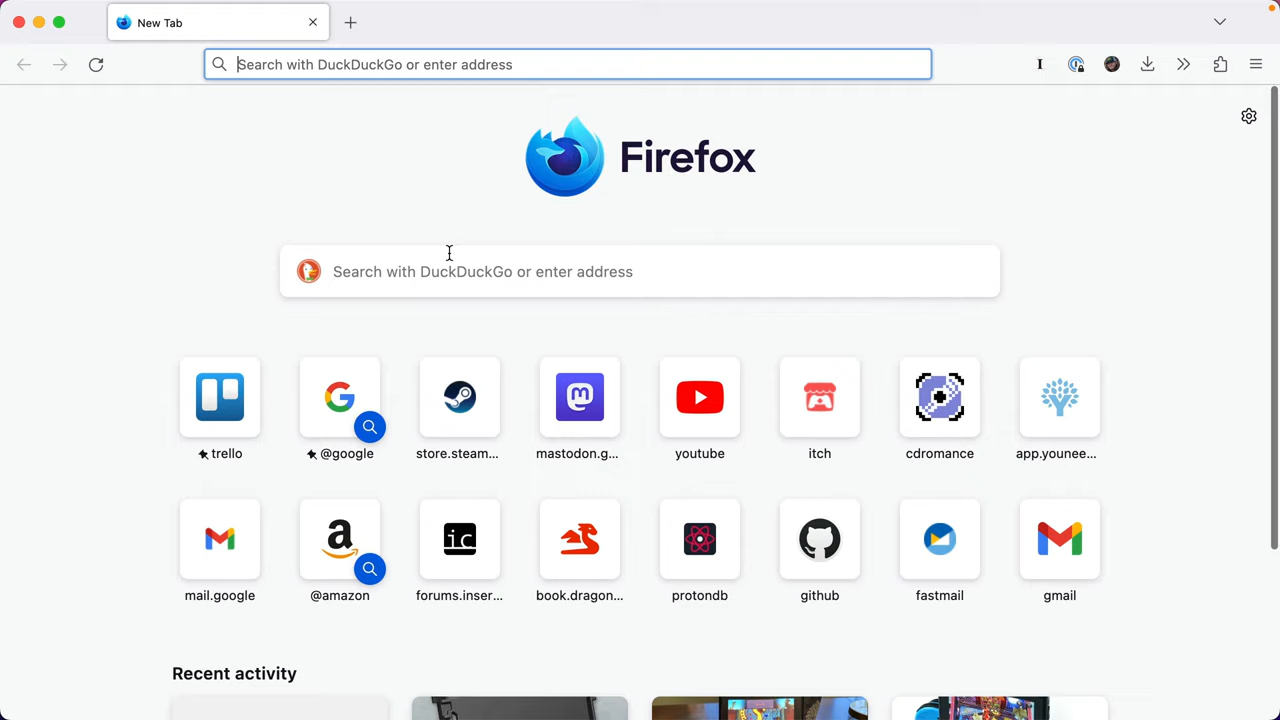 New Tab
Search with DuckDuckGo or enter address
Firefox
Search with DuckDuckGo or enter address
trello
@google
store.steam...
mastodon.g...
youtube
itch
cdromance
app.younee...
mail.google
@amazon
forums.inser...
book.dragon...
protondb
github
fastmail
gmail
Recent activity